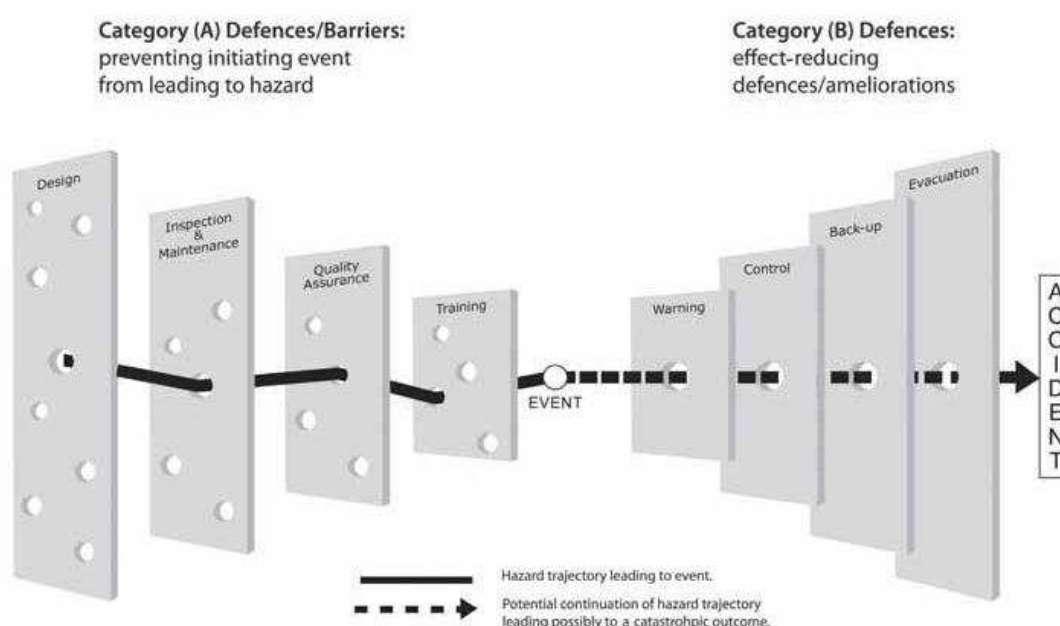 Category (A) Defences/Barriers:
preventing initiating event
from leading to hazard
Category (B) Defences:
effect-reducing
defences/ameliorations
Design
Inspection
&
Maintenance
Quality
Assurance
Training
EVENT
Warning
Control
Back-up
Evacuation
A
C
C
I
D
E
N
T
Hazard trajectory leading to event.
Potential continuation of hazard trajectory
leading possibly to a catastrohpic outcome.